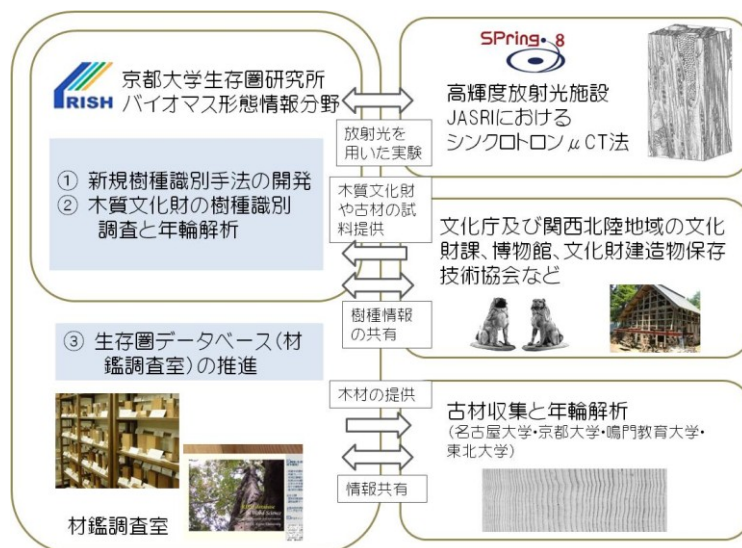 RISH
京都大学生存圏研究所
バイオマス形態情報分野
① 新規樹種識別手法の開発
② 木質文化財の樹種識別
調査と年輪解析
③ 生存圏データベース(材
鑑調査室)の推進
材鑑調査室
放射光を
用いた実験
木質文化財
や古材の試
料提供
樹種情報
の共有
木材の提供
情報共有
SPring-8
高輝度放射光施設
JASRIにおける
シンクロトロンμCT法
文化庁及び関西北陸地域の文化
財課、博物館、文化財建造物保存
技術協会など
古材収集と年輪解析
(名古屋大学・京都大学・鳴門教育大学・
東北大学)